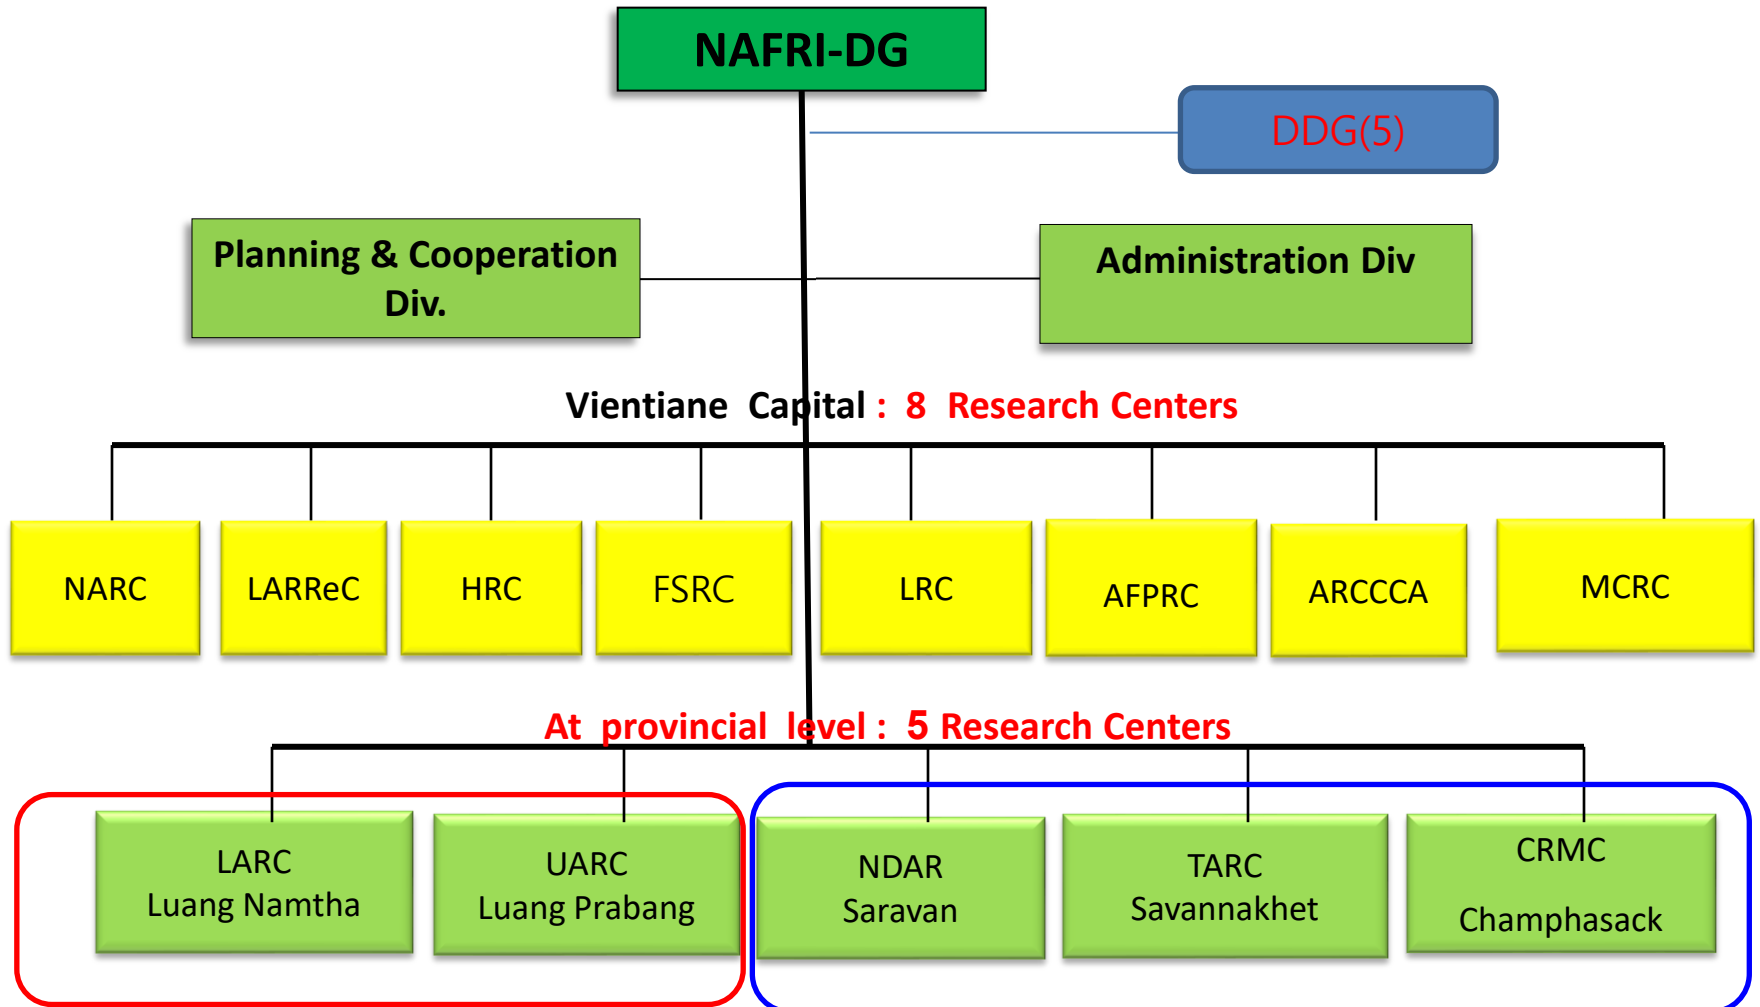 NAFRI-DG
DDG(5)
Planning & Cooperation
Div.
Administration Div
Vientiane Capital : 8 Research Centers
NARC
LARReC
HRC
FSRC
LRC
AFPRC
ARCCCA
MCRC
At provincial level : 5 Research Centers
LARC
Luang Namtha
UARC
Luang Prabang
NDAR
Saravan
TARC
Savannakhet
CRMC
Champhasack